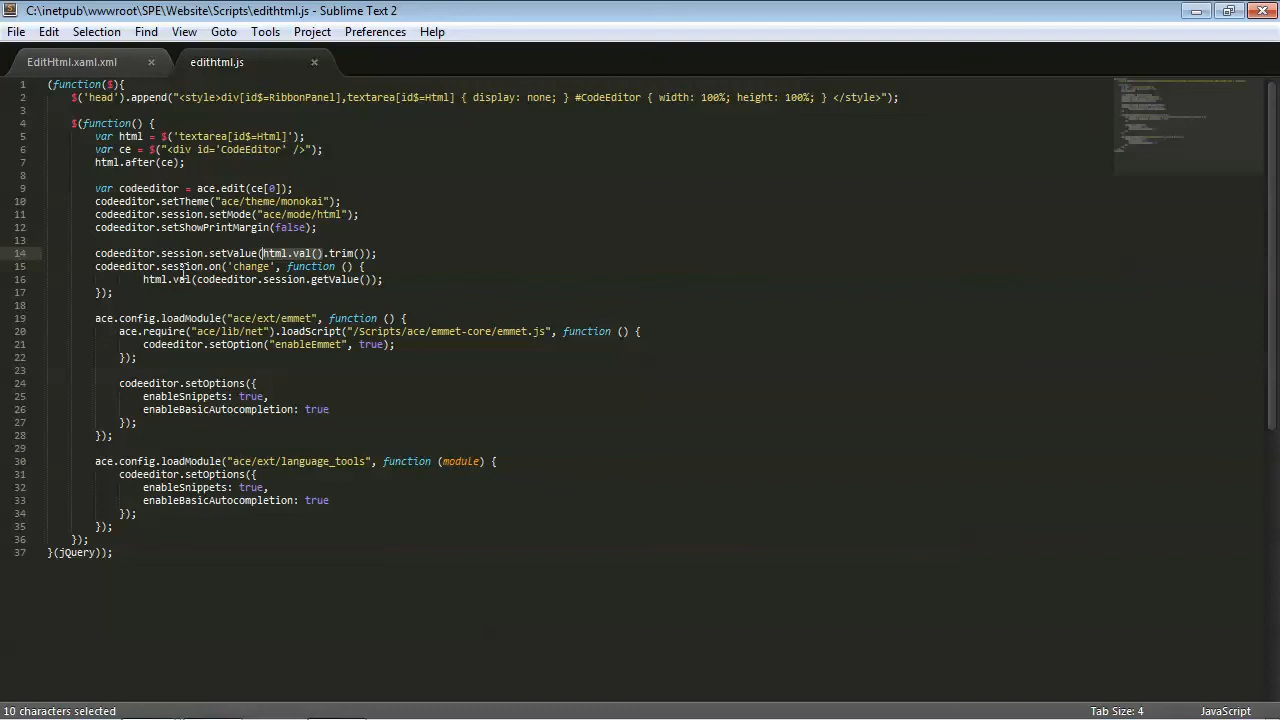 C:\inetpub\wwwroot\SPE\Website\Scripts\edithtml.js - Sublime Text 2
File Edit Selection Find View Goto Tools Project Preferences Help
EditHtml.xaml.xml × edithtml.js ×
1 (function($){
2 $('head').append("<style>div[id$=RibbonPanel],textarea[id$=Html] { display: none; } #CodeEditor { width: 100%; height: 100%; } </style>");
3
4 $(function() {
5 var html = $('textarea[id$=Html]');
6 var ce = $("<div id='CodeEditor' />");
7 html.after(ce);
8
9 var codeeditor = ace.edit(ce[0]);
10 codeeditor.setTheme("ace/theme/monokai");
11 codeeditor.session.setMode("ace/mode/html");
12 codeeditor.setShowPrintMargin(false);
13
14 codeeditor.session.setValue(html.val().trim());
15 codeeditor.session.on('change', function () {
16 html.val(codeeditor.session.getValue());
17 });
18
19 ace.config.loadModule("ace/ext/emmet", function () {
20 ace.require("ace/lib/net").loadScript("/Scripts/ace/emmet-core/emmet.js", function () {
21 codeeditor.setOption("enableEmmet", true);
22 });
23
24 codeeditor.setOptions({
25 enableSnippets: true,
26 enableBasicAutocompletion: true
27 });
28 });
29
30 ace.config.loadModule("ace/ext/language_tools", function (module) {
31 codeeditor.setOptions({
32 enableSnippets: true,
33 enableBasicAutocompletion: true
34 });
35 });
36 });
37 }(jQuery));
10 characters selected Tab Size: 4 JavaScript